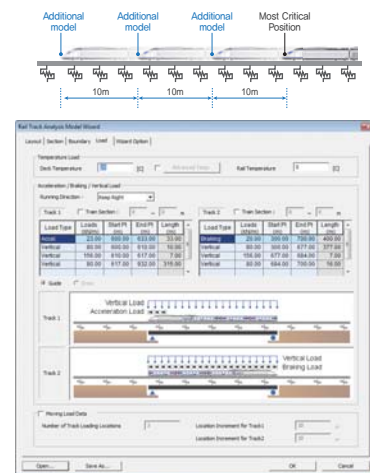 Additional model
Additional model
Additional model
Most Critical Position
10m
10m
10m
Rail Track Analysis Model Wizard
Layout | Section | Boundary | Load | Wizard Option
Temperature Load
Deck Temperature
[C]
Rail Temperature
[C]
Acceleration / Braking / Vertical Load
Running Direction :
Keep Right
Track 1
Train Section :
Track 2
Train Section :
Load Type
Loads
Start Pt
End Pt
Length
Load Type
Loads
Start Pt
End Pt
Length
Accel
23.00
600.00
633.00
33.00
Braking
20.00
300.00
700.00
400.00
Vertical
80.00
600.00
610.00
10.00
Vertical
80.00
300.00
677.00
377.00
Vertical
156.00
610.00
617.00
7.00
Vertical
156.00
677.00
684.00
7.00
Vertical
80.00
617.00
932.00
315.00
Vertical
80.00
684.00
700.00
16.00
Guide
Track 1
Vertical Load
Acceleration Load
Track 2
Vertical Load
Braking Load
Moving Load Data
Number of Track Loading Locations
Location Increment for Track1
Location Increment for Track2
Open...
Save As...
OK
Cancel